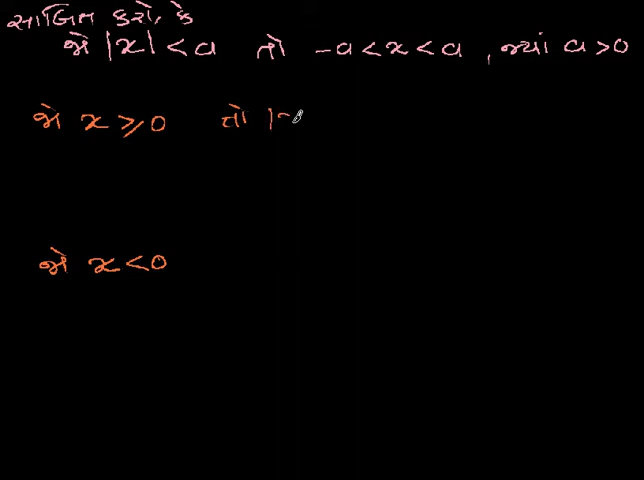 સાબિત કરો કે
જો |x| < a તો -a < x < a , જ્યાં a > 0
જો x ≥ 0 તો |
જો x < 0